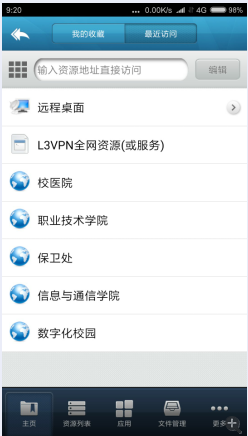 9:20 ... 0.00K/s 4G 98%
我的收藏 最近访问
输入资源地址直接访问 编辑
远程桌面
L3VPN全网资源(或服务)
校医院
职业技术学院
保卫处
信息与通信学院
数字化校园
主页 资源列表 应用 文件管理 更多